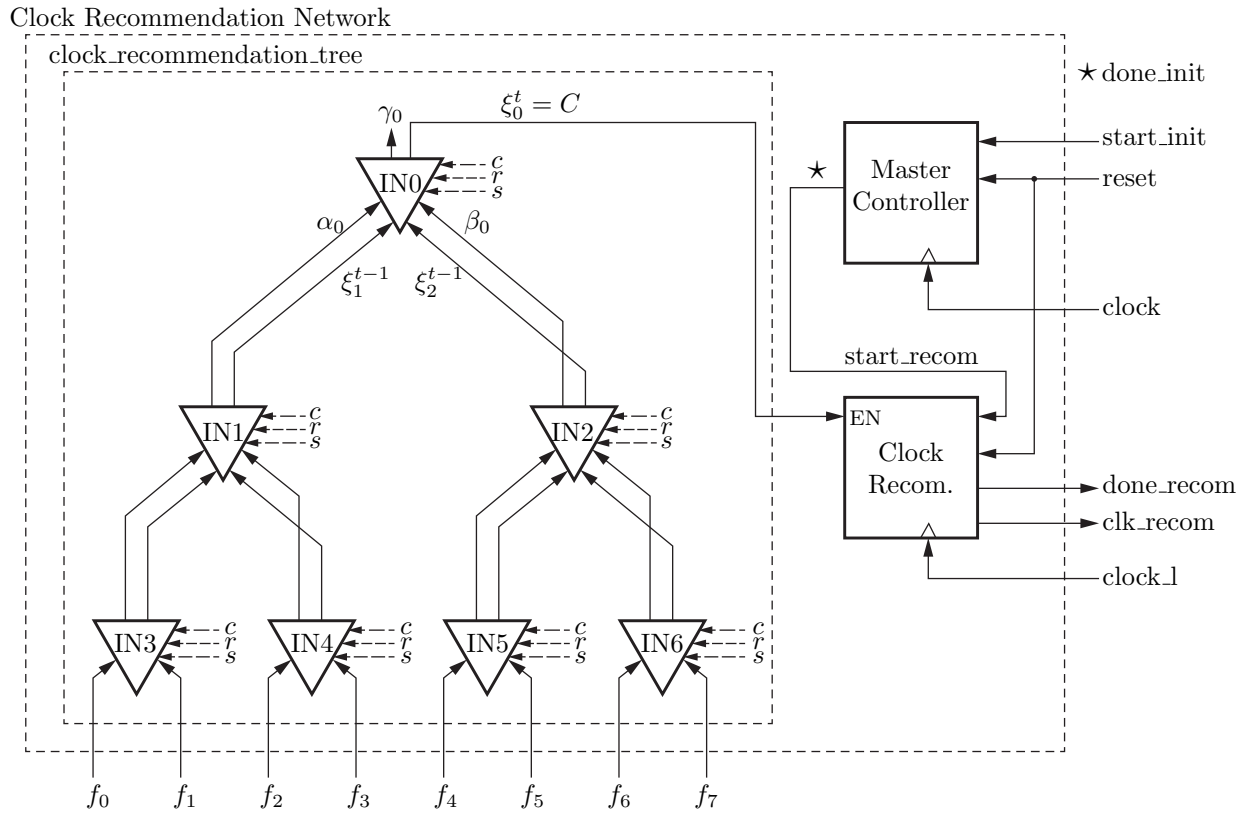 Clock Recommendation Network
clock_recommendation_tree
⋆ done_init
γ₀
ξ₀ᵗ = C
start_init
⋆
Master
Controller
reset
IN0
c
r
s
α₀
β₀
ξ₁ᵗ⁻¹
ξ₂ᵗ⁻¹
clock
start_recom
IN1
c
r
s
IN2
c
r
s
EN
Clock
Recom.
done_recom
clk_recom
clock_l
IN3
c
r
s
IN4
c
r
s
IN5
c
r
s
IN6
c
r
s
f₀ f₁ f₂ f₃ f₄ f₅ f₆ f₇